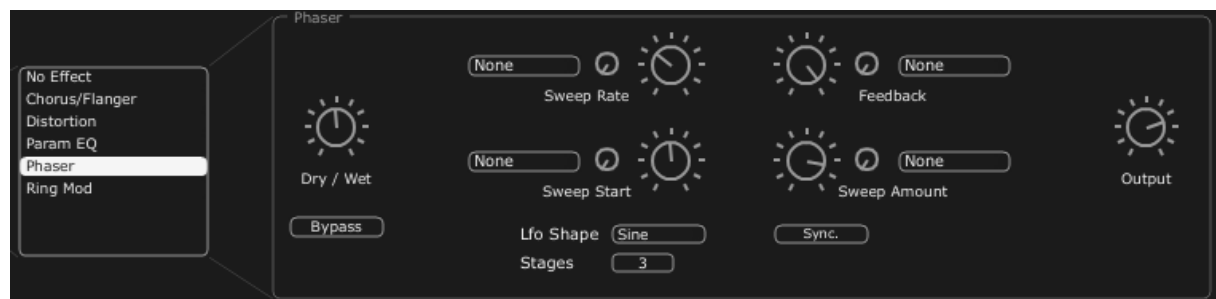 Phaser
No Effect
Chorus/Flanger
Distortion
Param EQ
Phaser
Ring Mod
Dry / Wet
Bypass
None
Sweep Rate
None
Feedback
None
Sweep Start
None
Sweep Amount
Lfo Shape Sine
Sync.
Stages 3
Output